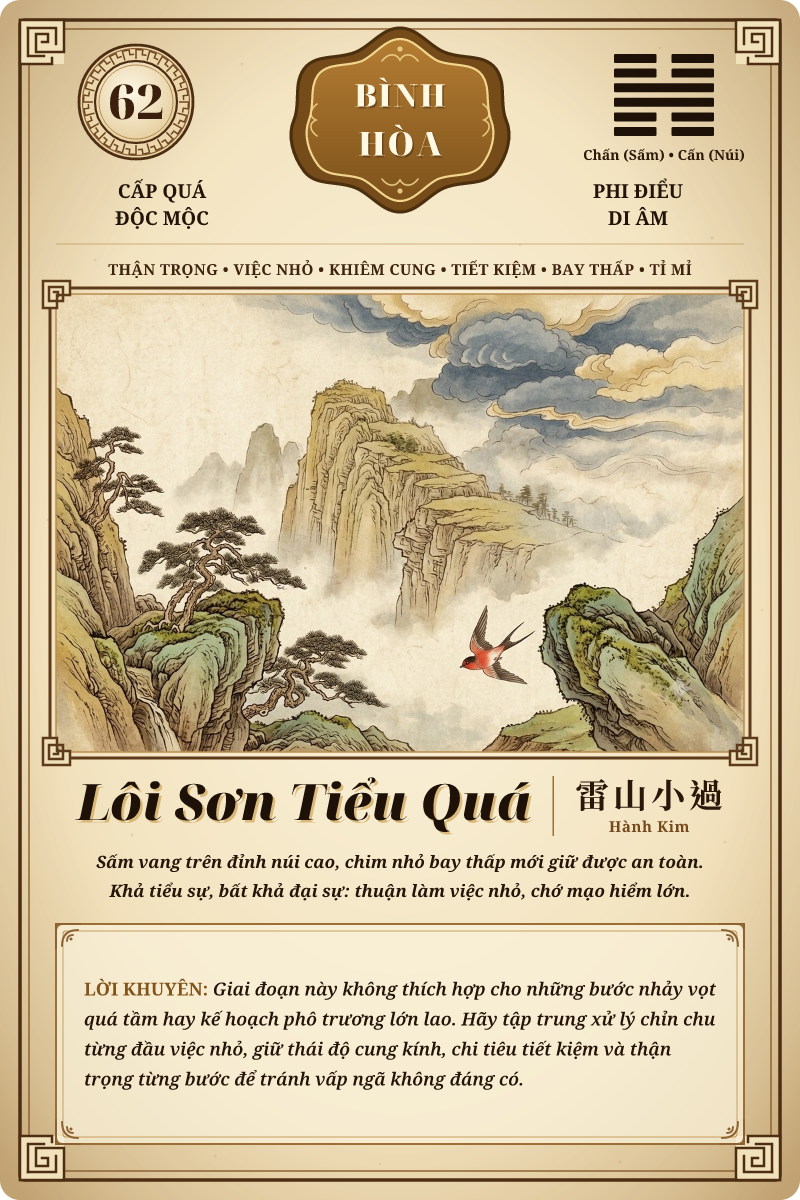 62
BÌNH
HÒA
Chấn (Sấm) • Cấn (Núi)
CẤP QUÁ
ĐỘC MỘC
PHI ĐIỂU
DI ÂM
THẬN TRỌNG • VIỆC NHỎ • KHIÊM CUNG • TIẾT KIỆM • BAY THẤP • TỈ MỈ
Lôi Sơn Tiểu Quá
雷山小過
Hành Kim
Sấm vang trên đỉnh núi cao, chim nhỏ bay thấp mới giữ được an toàn.
Khả tiểu sự, bất khả đại sự: thuận làm việc nhỏ, chớ mạo hiểm lớn.
LỜI KHUYÊN: Giai đoạn này không thích hợp cho những bước nhảy vọt
quá tầm hay kế hoạch phô trương lớn lao. Hãy tập trung xử lý chỉn chu
từng đầu việc nhỏ, giữ thái độ cung kính, chi tiêu tiết kiệm và thận
trọng từng bước để tránh vấp ngã không đáng có.